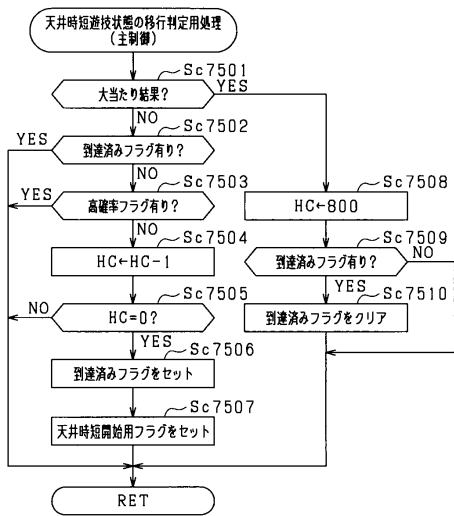 天井時短遊技状態の移行判定用処理
(主制御)
Sc7501
大当たり結果?
YES
NO
Sc7502
YES
到達済みフラグ有り?
NO
Sc7503
YES
高確率フラグ有り?
NO
Sc7504
HC←HC-1
Sc7505
NO
HC=0?
YES
Sc7506
到達済みフラグをセット
Sc7507
天井時短開始用フラグをセット
Sc7508
HC←800
Sc7509
到達済みフラグ有り?
NO
YES
Sc7510
到達済みフラグをクリア
RET